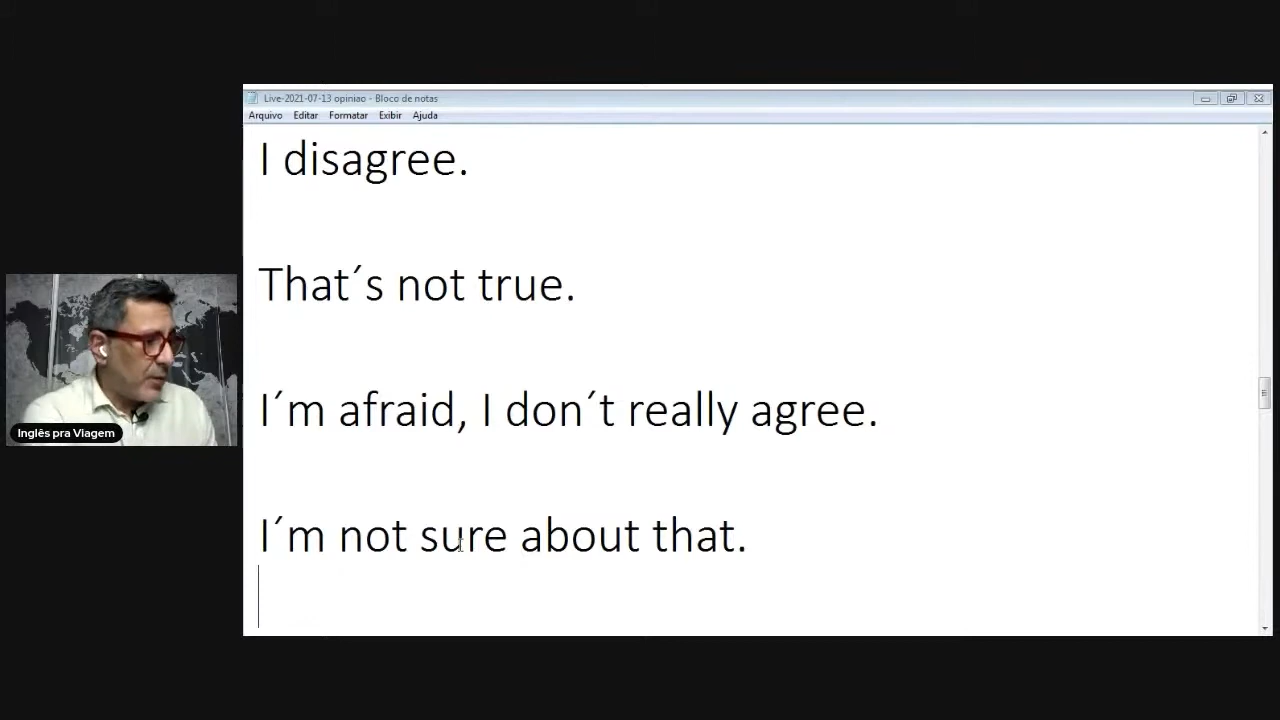 Live-2021-07-13 opiniao - Bloco de notas
Arquivo Editar Formatar Exibir Ajuda
I disagree.
That´s not true.
I´m afraid, I don´t really agree.
I´m not sure about that.
Inglês pra Viagem